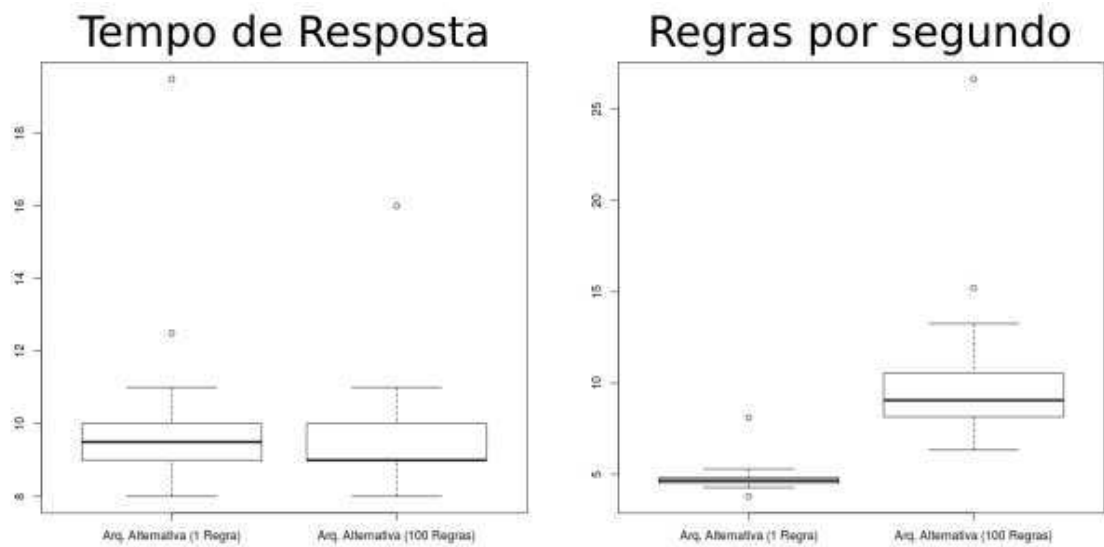 Tempo de Resposta
18
16
14
12
10
8
Arq. Alternativa (1 Regra)
Arq. Alternativa (100 Regras)
Regras por segundo
25
20
15
10
5
Arq. Alternativa (1 Regra)
Arq. Alternativa (100 Regras)